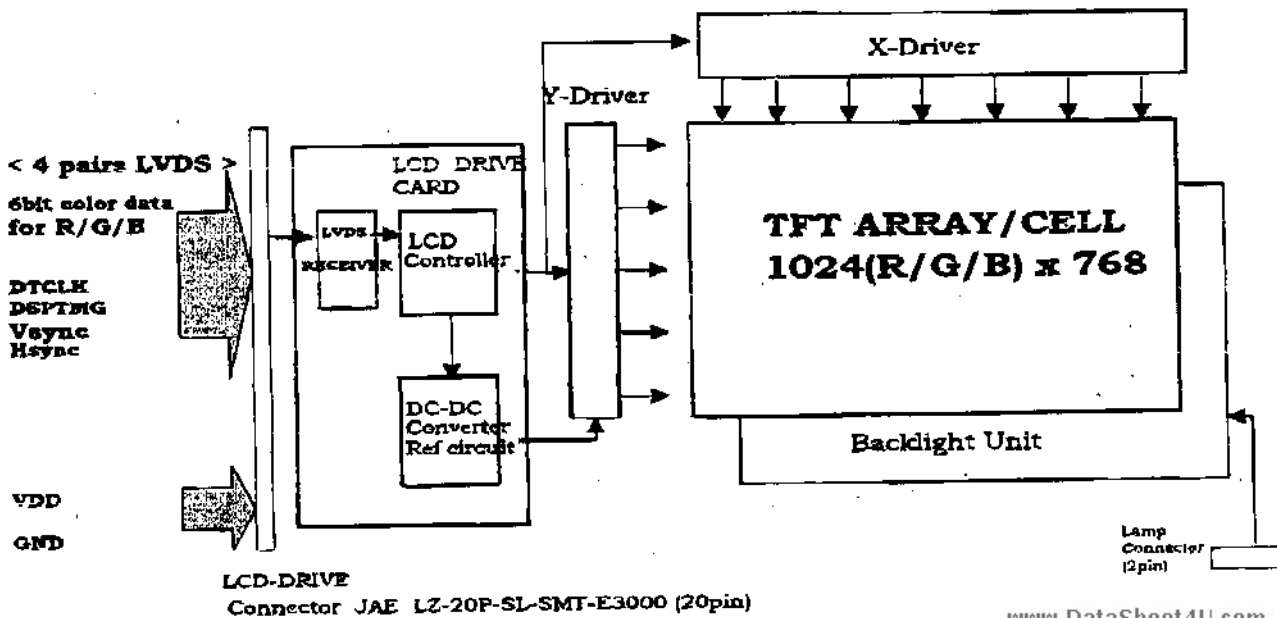 X-Driver
Y-Driver
< 4 pairs LVDS >
6bit color data
for R/G/B
DTCLK
DSPTMG
Vsync
Hsync
VDD
GND
LCD DRIVE
CARD
LVDS
RECEIVER
LCD
Controller
DC-DC
Converter
Ref circuit
TFT ARRAY/CELL
1024(R/G/B) x 768
Backlight Unit
Lamp
Connector
(2pin)
LCD-DRIVE
Connector JAE LZ-20P-SL-SMT-E3000 (20pin)
www.DataSheet4U.com